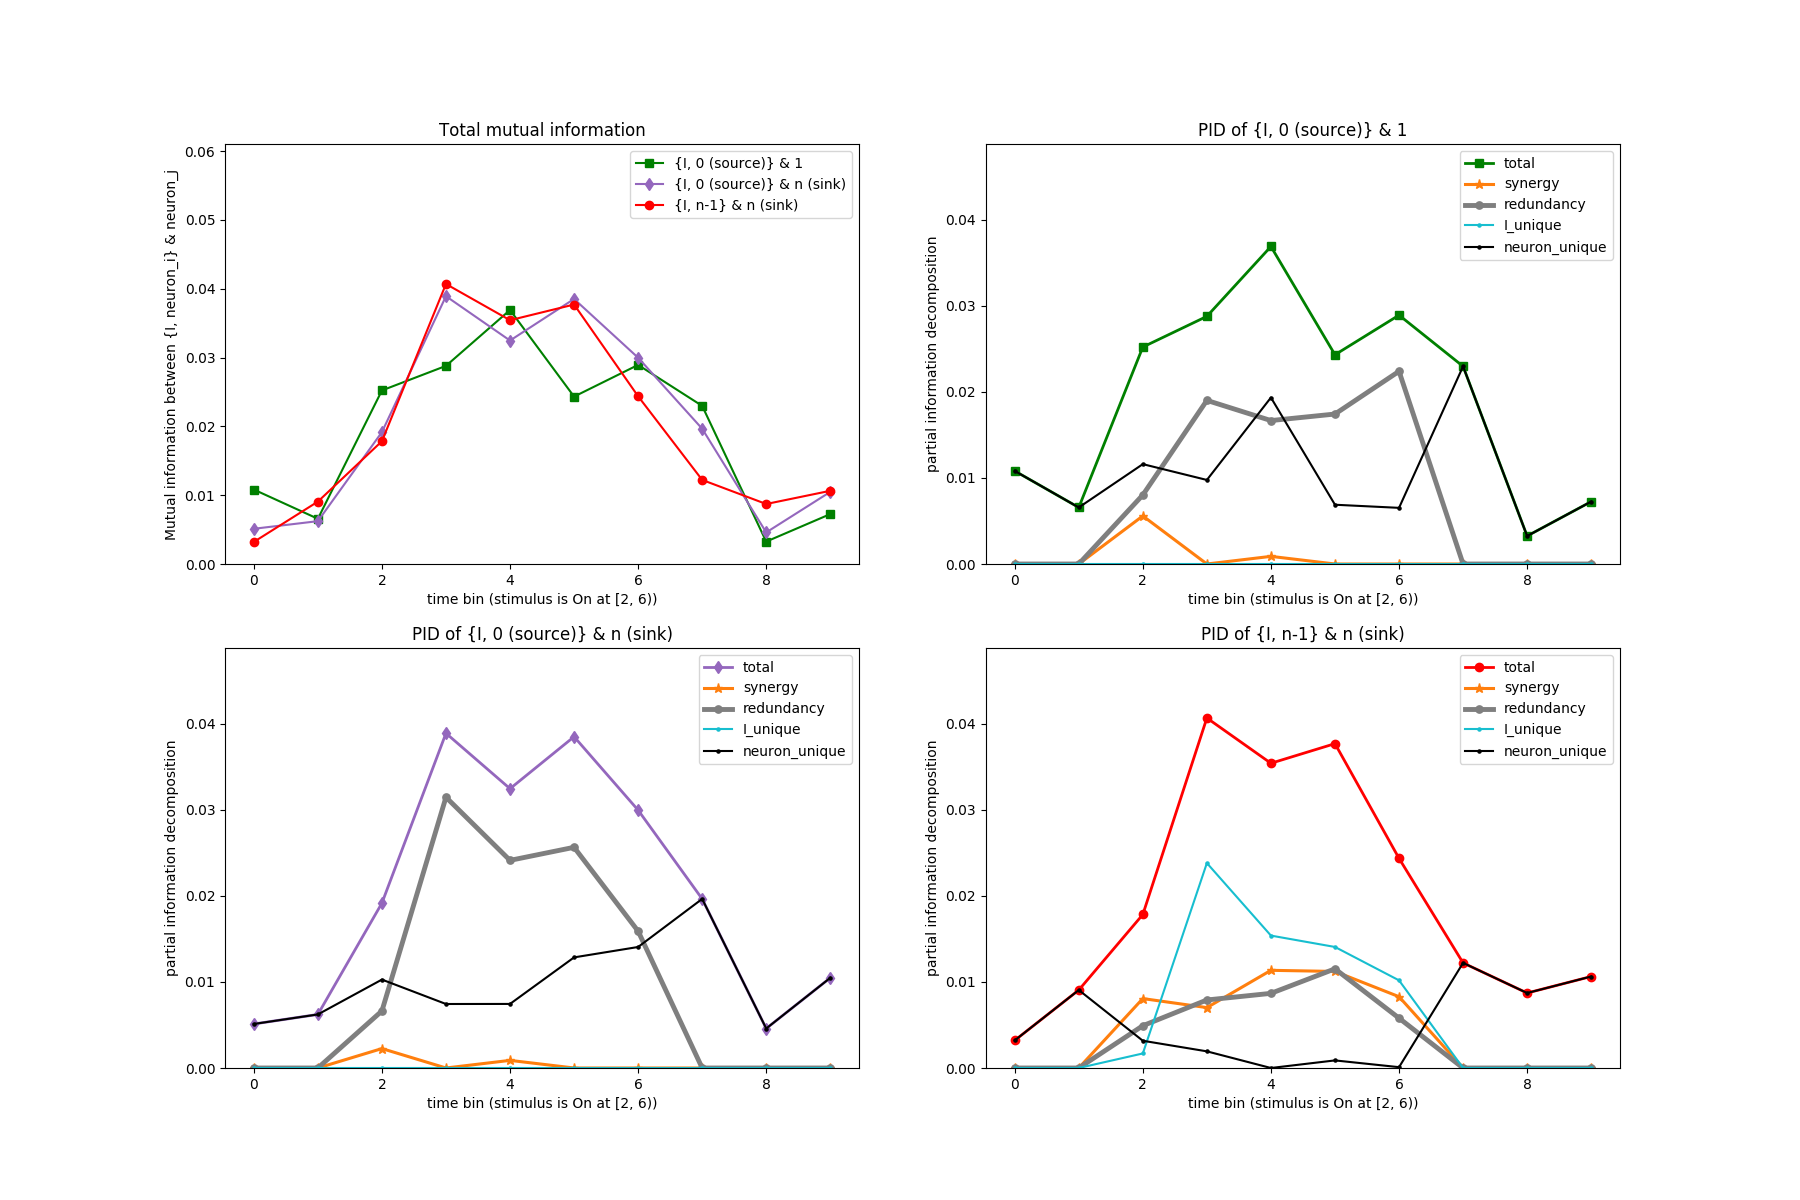 Total mutual information
0.06
0.05
0.04
0.03
0.02
0.01
0.00
Mutual information between {I, neuron_i} & neuron_j
{I, 0 (source)} & 1
{I, 0 (source)} & n (sink)
{I, n-1} & n (sink)
0 2 4 6 8
time bin (stimulus is On at [2, 6))
PID of {I, 0 (source)} & 1
0.04
0.03
0.02
0.01
0.00
partial information decomposition
total
synergy
redundancy
I_unique
neuron_unique
0 2 4 6 8
time bin (stimulus is On at [2, 6))
PID of {I, 0 (source)} & n (sink)
0.04
0.03
0.02
0.01
0.00
partial information decomposition
total
synergy
redundancy
I_unique
neuron_unique
0 2 4 6 8
time bin (stimulus is On at [2, 6))
PID of {I, n-1} & n (sink)
0.04
0.03
0.02
0.01
0.00
partial information decomposition
total
synergy
redundancy
I_unique
neuron_unique
0 2 4 6 8
time bin (stimulus is On at [2, 6))